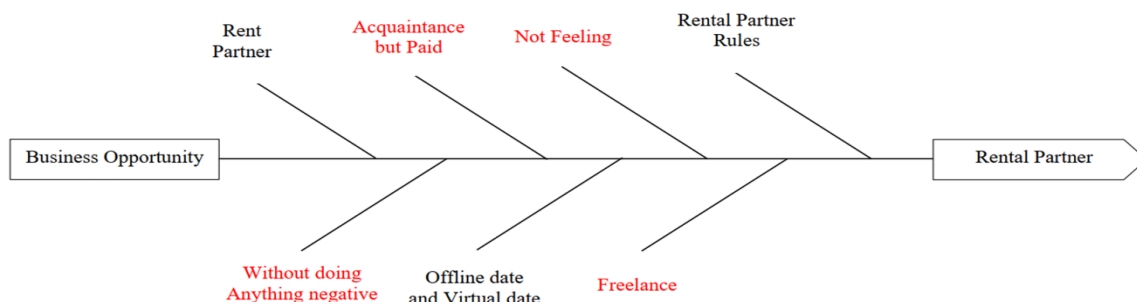 Rent
Partner
Acquaintance
but Paid
Not Feeling
Rental Partner
Rules
Business Opportunity
Rental Partner
Without doing
Anything negative
Offline date
and Virtual date
Freelance